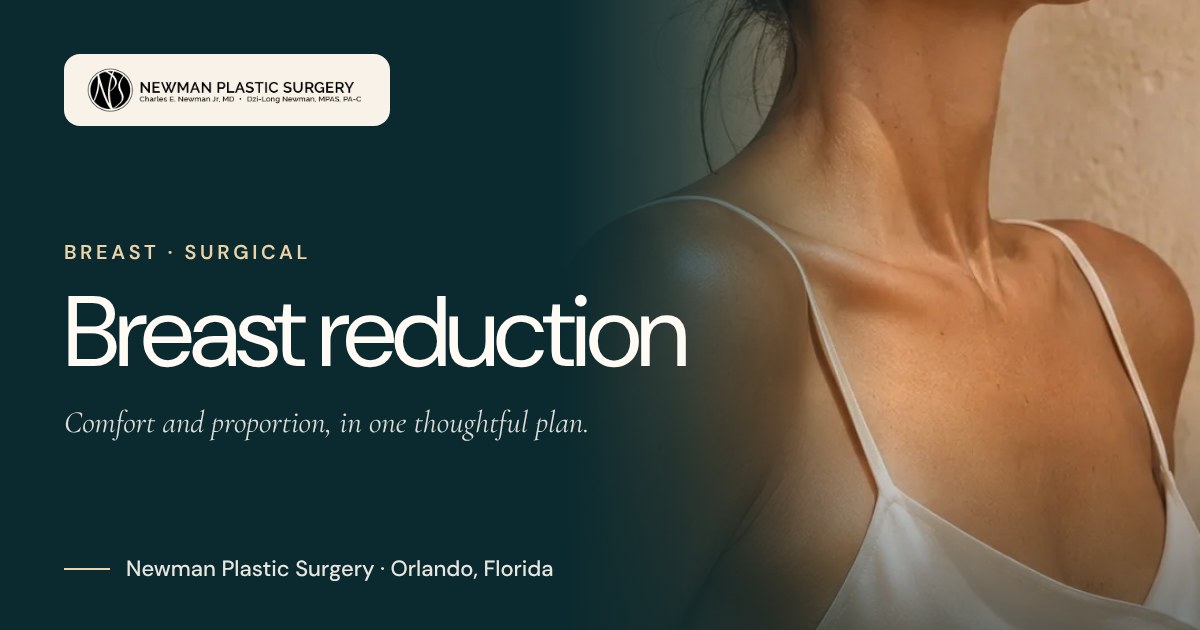 NPS
NEWMAN PLASTIC SURGERY
Charles E. Newman Jr, MD • Dzi-Long Newman, MPAS, PA-C
BREAST · SURGICAL
Breast reduction
Comfort and proportion, in one thoughtful plan.
Newman Plastic Surgery · Orlando, Florida